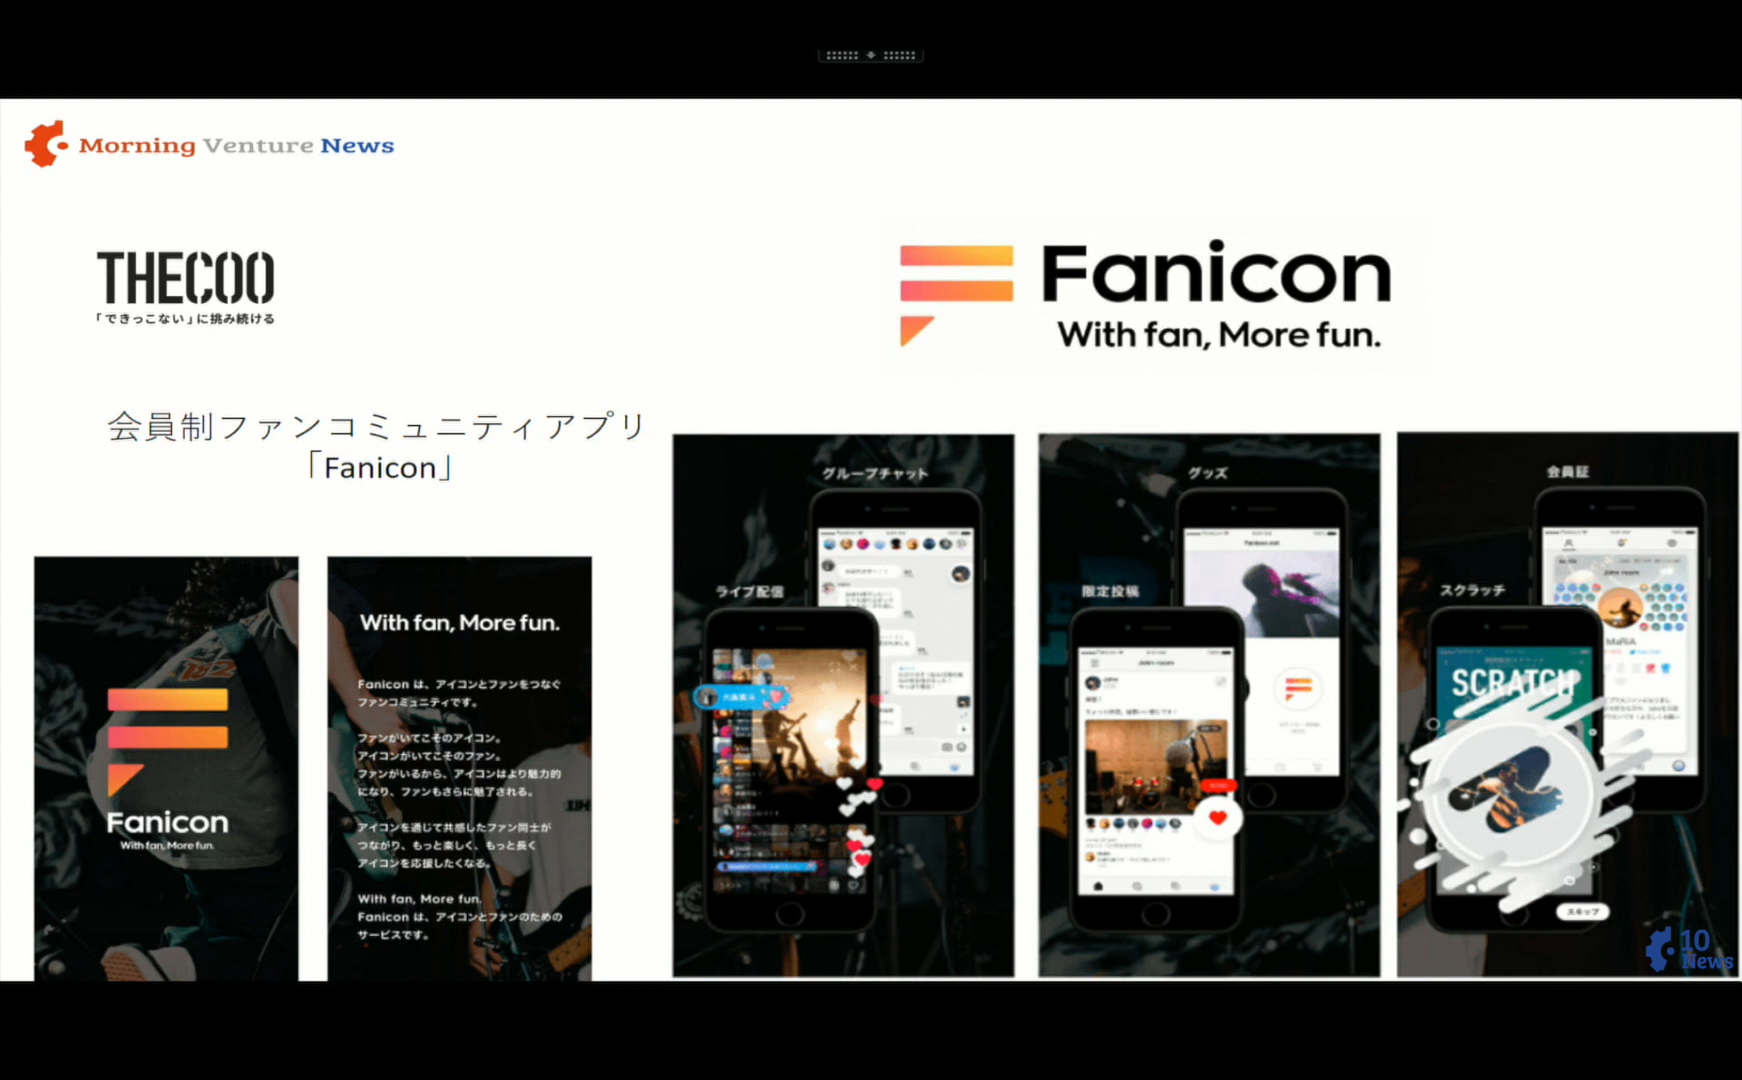 Morning Venture News
THECOO
「できっこない」に挑み続ける
Fanicon
With fan, More fun.
会員制ファンコミュニティアプリ
「Fanicon」
Fanicon
With fan, More fun.
With fan, More fun.
Fanicon は、アイコンとファンをつなぐ
ファンコミュニティです。
ファンがいてこそのアイコン。
アイコンがいてこそのファン。
ファンがいるから、アイコンはより魅力的
になり、ファンもさらに魅了される。
アイコンを通じて共感したファン同士が
つながり、もっと楽しく、もっと長く
アイコンを応援したくなる。
With fan, More fun.
Fanicon は、アイコンとファンのための
サービスです。
グループチャット
ライブ配信
グッズ
限定投稿
会員証
スクラッチ
SCRATCH
スキップ
10
News